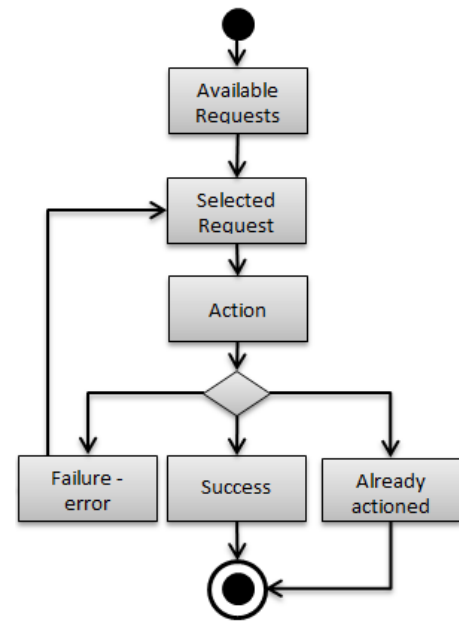 Available
Requests
Selected
Request
Action
Failure -
error
Success
Already
actioned